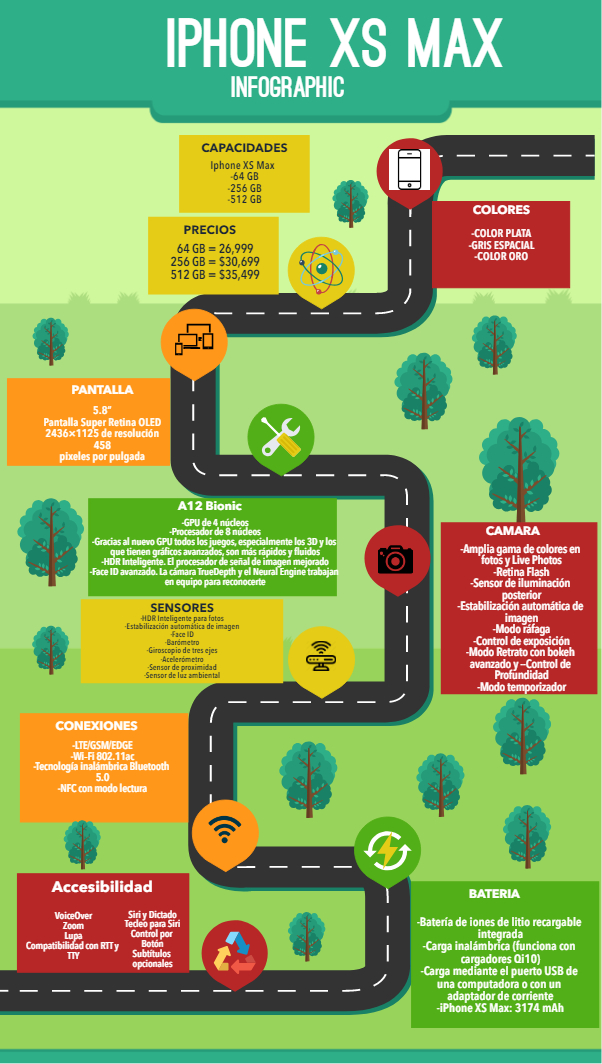 IPHONE XS MAX
INFOGRAPHIC
CAPACIDADES
Iphone XS Max
-64 GB
-256 GB
-512 GB
COLORES
-COLOR PLATA
-GRIS ESPACIAL
-COLOR ORO
PRECIOS
64 GB = 26,999
256 GB = $30,699
512 GB = $35,499
PANTALLA
5.8”
Pantalla Super Retina OLED
2436×1125 de resolución
458
pixeles por pulgada
A12 Bionic
-GPU de 4 núcleos
-Procesador de 8 núcleos
-Gracias al nuevo GPU todos los juegos, especialmente los 3D y los
que tienen gráficos avanzados, son más rápidos y fluidos
-HDR Inteligente. El procesador de señal de imagen mejorado
-Face ID avanzado. La cámara TrueDepth y el Neural Engine trabajan
en equipo para reconocerte
CAMARA
-Amplia gama de colores en
fotos y Live Photos
-Retina Flash
-Sensor de iluminación
posterior
-Estabilización automática de
imagen
-Modo ráfaga
-Control de exposición
-Modo Retrato con bokeh
avanzado y –Control de
Profundidad
-Modo temporizador
SENSORES
-HDR Inteligente para fotos
-Estabilización automática de imagen
-Face ID
-Barómetro
-Giroscopio de tres ejes
-Acelerómetro
-Sensor de proximidad
-Sensor de luz ambiental
CONEXIONES
-LTE/GSM/EDGE
-Wi-Fi 802.11ac
-Tecnología inalámbrica Bluetooth
5.0
-NFC con modo lectura
Accesibilidad
VoiceOver
Zoom
Lupa
Compatibilidad con RTT y
TTY
Siri y Dictado
Tecleo para Siri
Control por
Botón
Subtítulos
opcionales
BATERIA
-Batería de iones de litio recargable
integrada
-Carga inalámbrica (funciona con
cargadores Qi10)
-Carga mediante el puerto USB de
una computadora o con un
adaptador de corriente
-iPhone XS Max: 3174 mAh